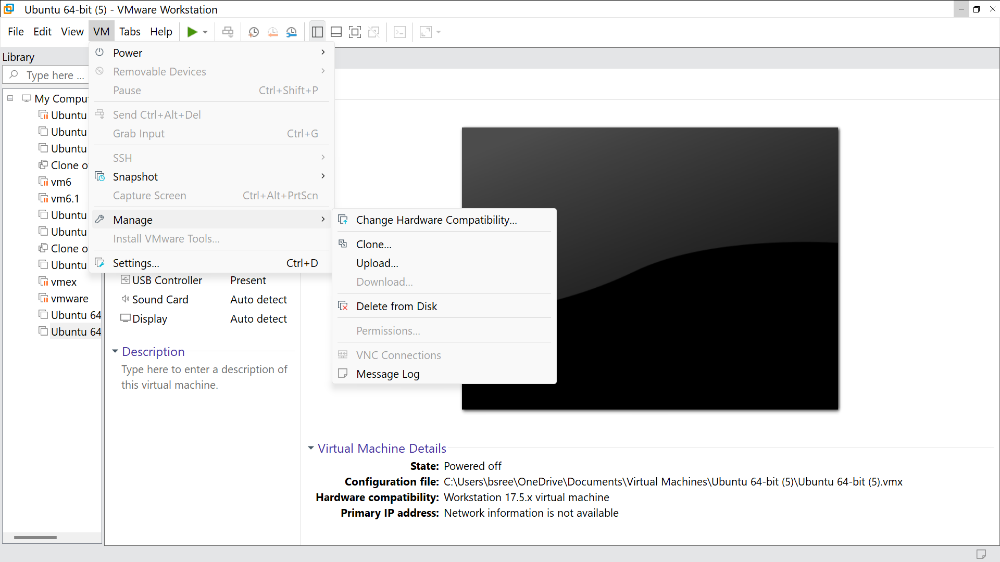 Ubuntu 64-bit (5) - VMware Workstation
File Edit View VM Tabs Help
Library
Type here ...
My Compu
Ubuntu
Ubuntu
Ubuntu
Clone o
vm6
vm6.1
Ubuntu
Ubuntu
Clone o
Ubuntu
vmex
vmware
Ubuntu 64
Ubuntu 64
Power
Removable Devices
Pause Ctrl+Shift+P
Send Ctrl+Alt+Del
Grab Input Ctrl+G
SSH
Snapshot
Capture Screen Ctrl+Alt+PrtScn
Manage
Install VMware Tools...
Settings... Ctrl+D
Change Hardware Compatibility...
Clone...
Upload...
Download...
Delete from Disk
Permissions...
VNC Connections
Message Log
USB Controller Present
Sound Card Auto detect
Display Auto detect
Description
Type here to enter a description of
this virtual machine.
Virtual Machine Details
State: Powered off
Configuration file: C:\Users\bsree\OneDrive\Documents\Virtual Machines\Ubuntu 64-bit (5)\Ubuntu 64-bit (5).vmx
Hardware compatibility: Workstation 17.5.x virtual machine
Primary IP address: Network information is not available